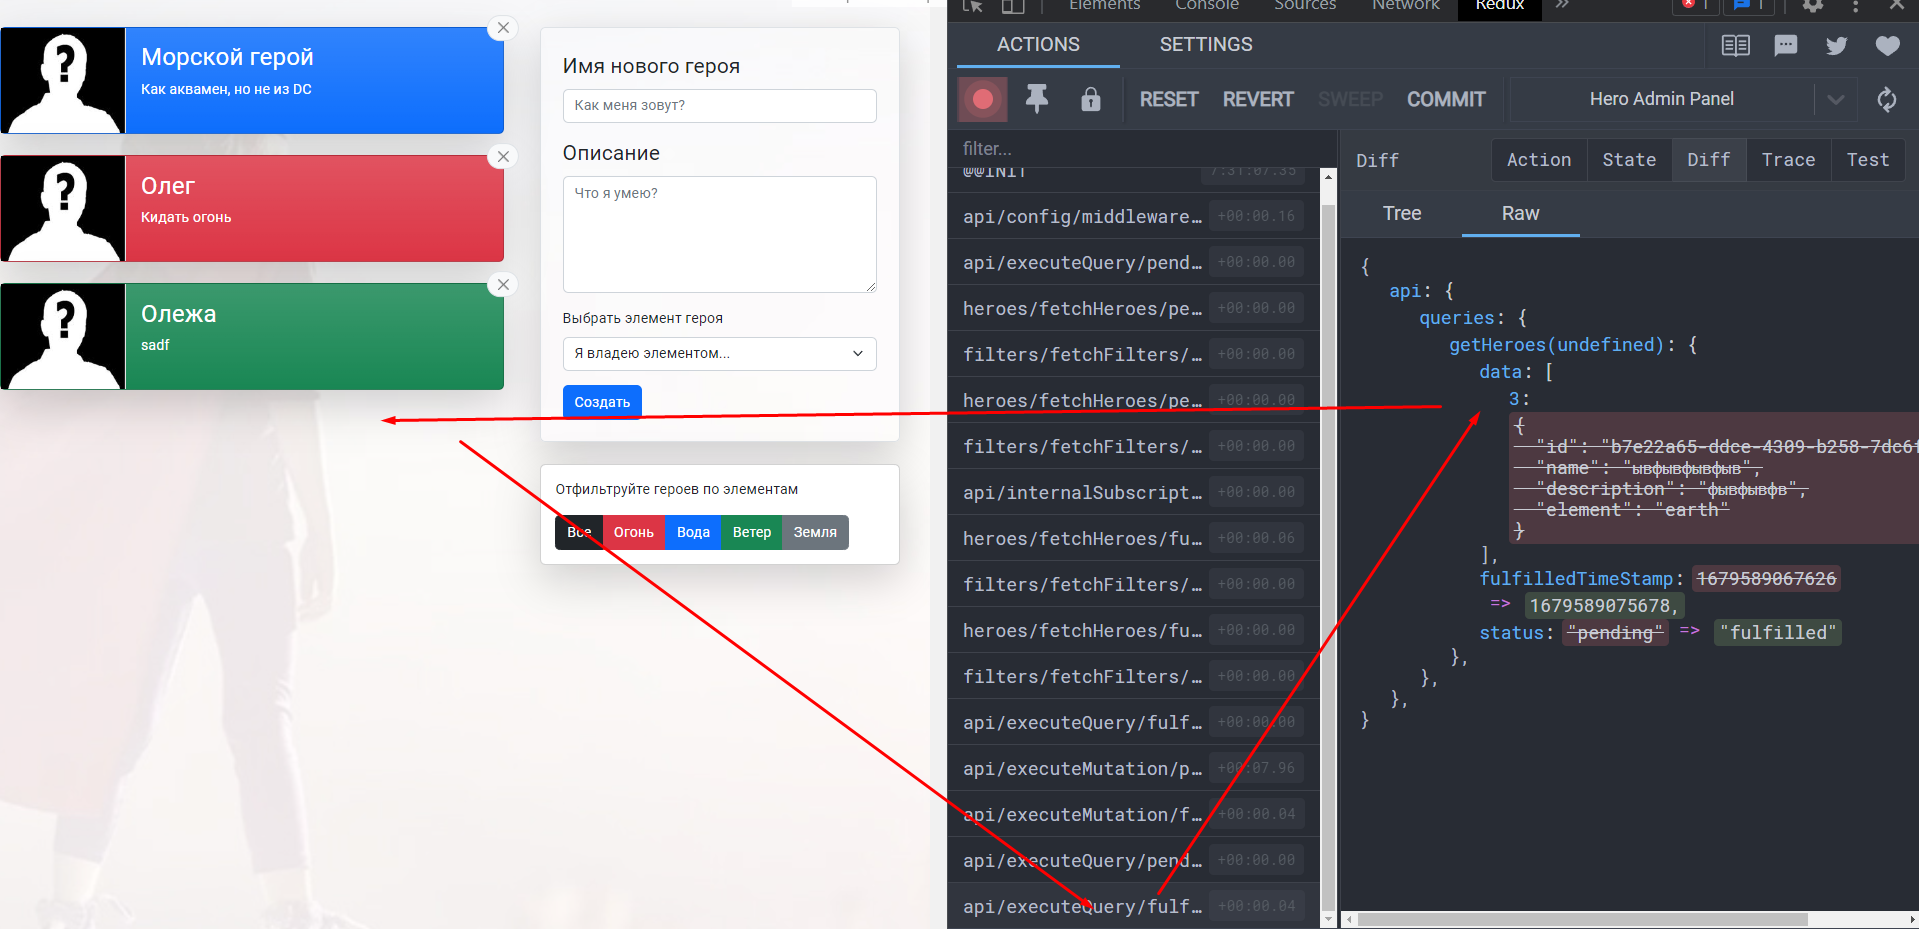 Морской герой
Как аквамен, но не из DC
Олег
Кидать огонь
Олежа
sadf
Имя нового героя
Как меня зовут?
Описание
Что я умею?
Выбрать элемент героя
Я владею элементом...
Создать
Отфильтруйте героев по элементам
Все Огонь Вода Ветер Земля
Elements Console Sources Network Redux » 1 1
ACTIONS SETTINGS
RESET REVERT SWEEP COMMIT Hero Admin Panel
filter...
@@INIT 7:31:07.35
api/config/middleware… +00:00.16
api/executeQuery/pend… +00:00.00
heroes/fetchHeroes/pe… +00:00.00
filters/fetchFilters/… +00:00.00
heroes/fetchHeroes/pe… +00:00.00
filters/fetchFilters/… +00:00.00
api/internalSubscript… +00:00.00
heroes/fetchHeroes/fu… +00:00.06
filters/fetchFilters/… +00:00.00
heroes/fetchHeroes/fu… +00:00.00
filters/fetchFilters/… +00:00.00
api/executeQuery/fulf… +00:00.00
api/executeMutation/p… +00:07.96
api/executeMutation/f… +00:00.04
api/executeQuery/pend… +00:00.00
api/executeQuery/fulf… +00:00.04
Diff Action State Diff Trace Test
Tree Raw
{
api: {
queries: {
getHeroes(undefined): {
data: [
3:
{
"id": "b7e22a65-ddce-4309-b258-7dc6f
"name": "ывфывфывфыв",
"description": "фывфывфв",
"element": "earth"
}
],
fulfilledTimeStamp: 1679589067626
=> 1679589075678,
status: "pending" => "fulfilled"
},
},
},
}